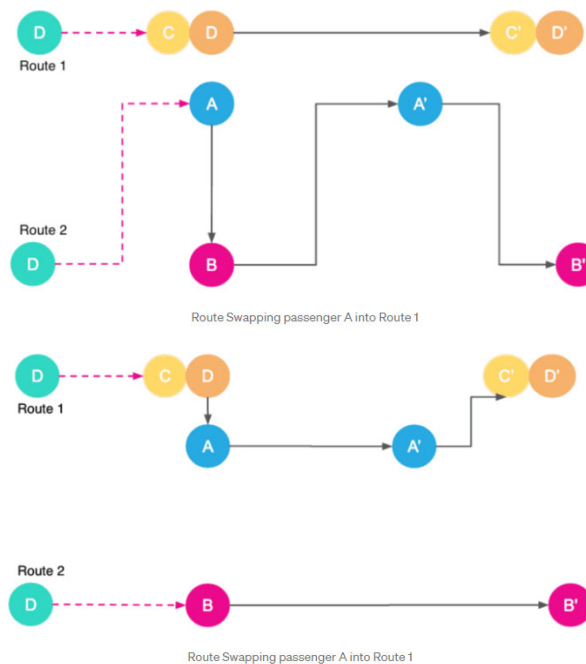 D C D C' D'
Route 1
A A'
Route 2
D B B'
Route Swapping passenger A into Route 1
D C D C' D'
Route 1
A A'
Route 2
D B B'
Route Swapping passenger A into Route 1